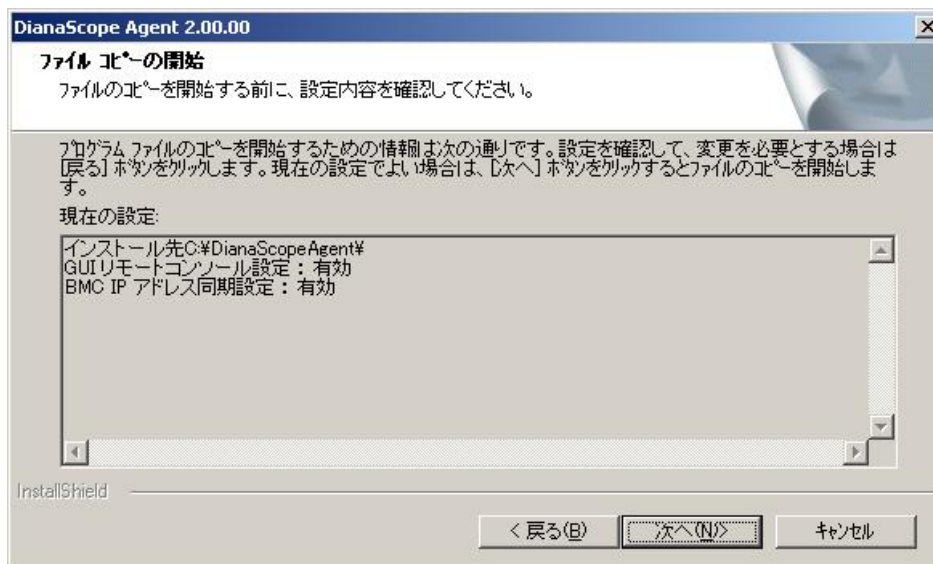 DianaScope Agent 2.00.00
ファイル コピーの開始
ファイルのコピーを開始する前に、設定内容を確認してください。
プログラム ファイルのコピーを開始するための情報は次の通りです。設定を確認して、変更を必要とする場合は
[戻る] ボタンをクリックします。現在の設定でよい場合は、[次へ] ボタンをクリックするとファイルのコピーを開始しま
す。
現在の設定:
インストール先C:¥DianaScopeAgent¥
GUIリモートコンソール設定：有効
BMC IP アドレス同期設定：有効
InstallShield
< 戻る(B)
次へ(N)>
キャンセル